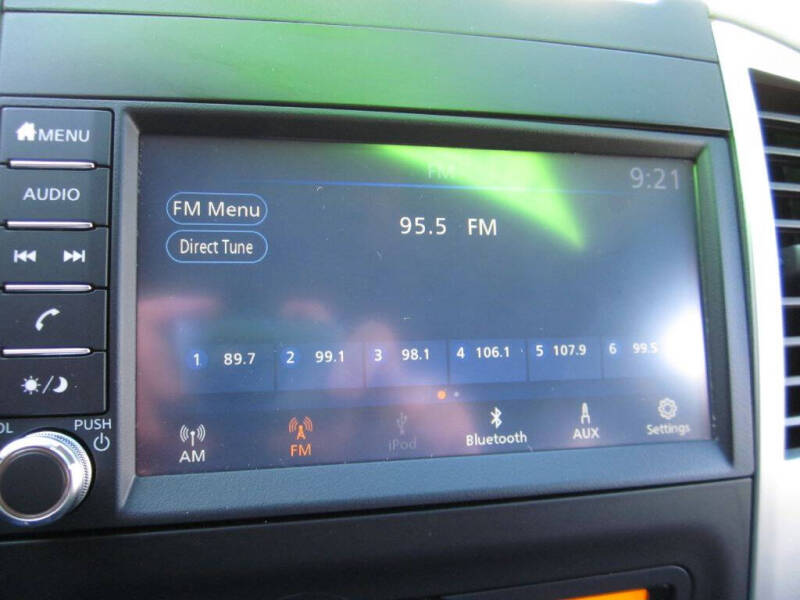 MENU
AUDIO
OL PUSH
FM
9:21
FM Menu
Direct Tune
95.5 FM
1 89.7 2 99.1 3 98.1 4 106.1 5 107.9 6 99.5
AM FM iPod Bluetooth AUX Settings